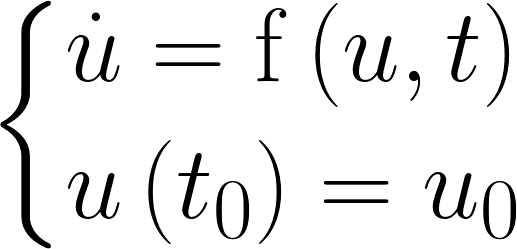 u̇ = f (u, t)
u (t₀) = u₀